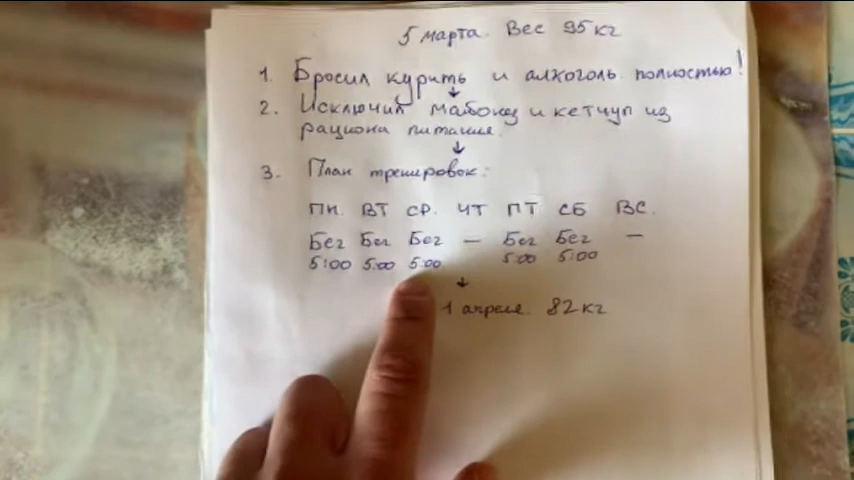 5 марта. Вес 95 кг
1. Бросил курить и алкоголь полностью!
↓
2. Исключил майонез и кетчуп из
рациона питания.
↓
3. План тренировок:
ПН. ВТ СР. ЧТ ПТ СБ ВС.
Бег Бег Бег — Бег Бег —
5:00 5:00 5:00 5:00 5:00
↓
1 апреля. 82 кг